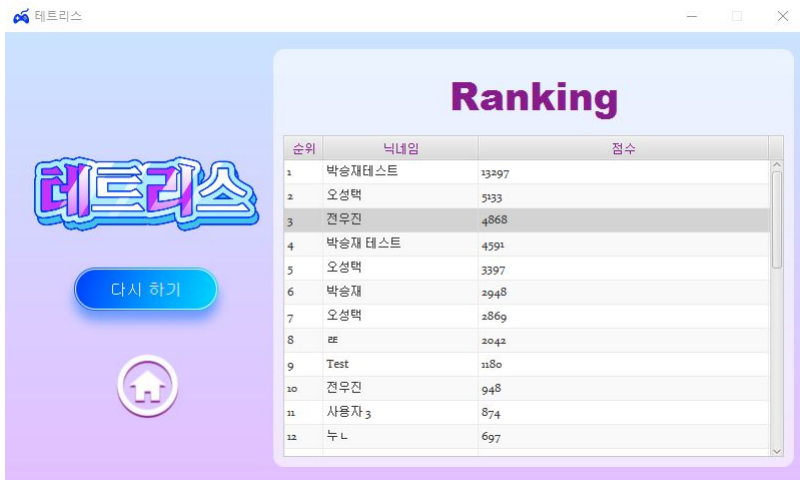 테트리스
Ranking
순위 닉네임 점수
1 박승재테스트 13297
2 오성택 5133
3 전우진 4868
4 박승재 테스트 4591
5 오성택 3397
6 박승재 2948
7 오성택 2869
8 ㄸ 2042
9 Test 1180
10 전우진 948
11 사용자 3 874
12 누ㄴ 697
테트리스
다시 하기